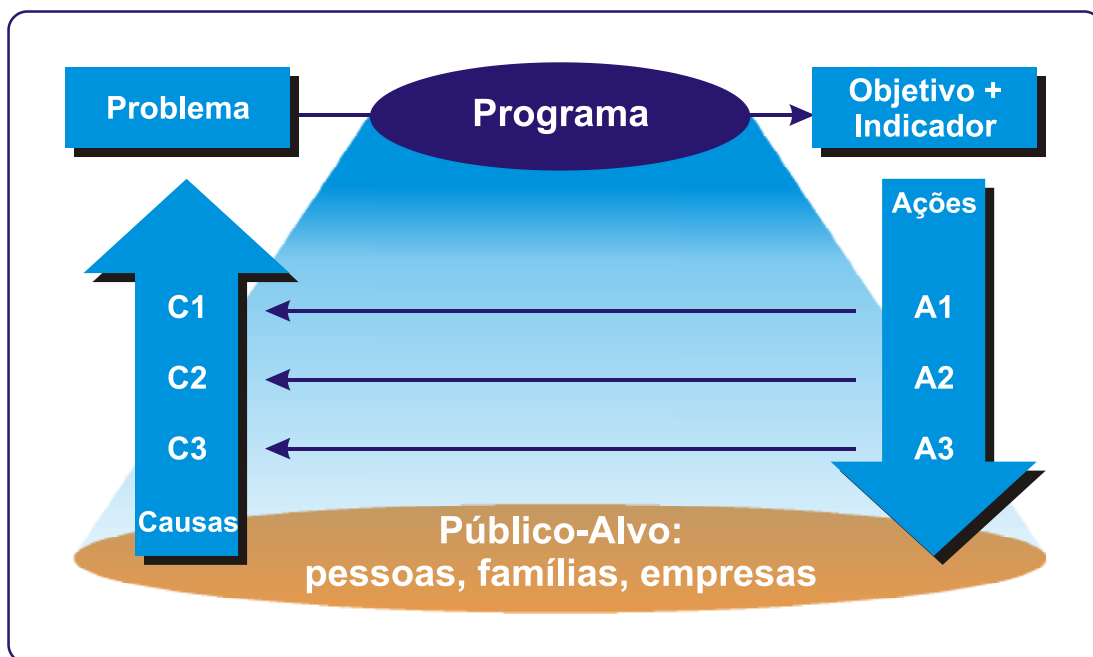 Problema
Programa
Objetivo +
Indicador
Ações
C1
A1
C2
A2
C3
A3
Causas
Público-Alvo:
pessoas, famílias, empresas